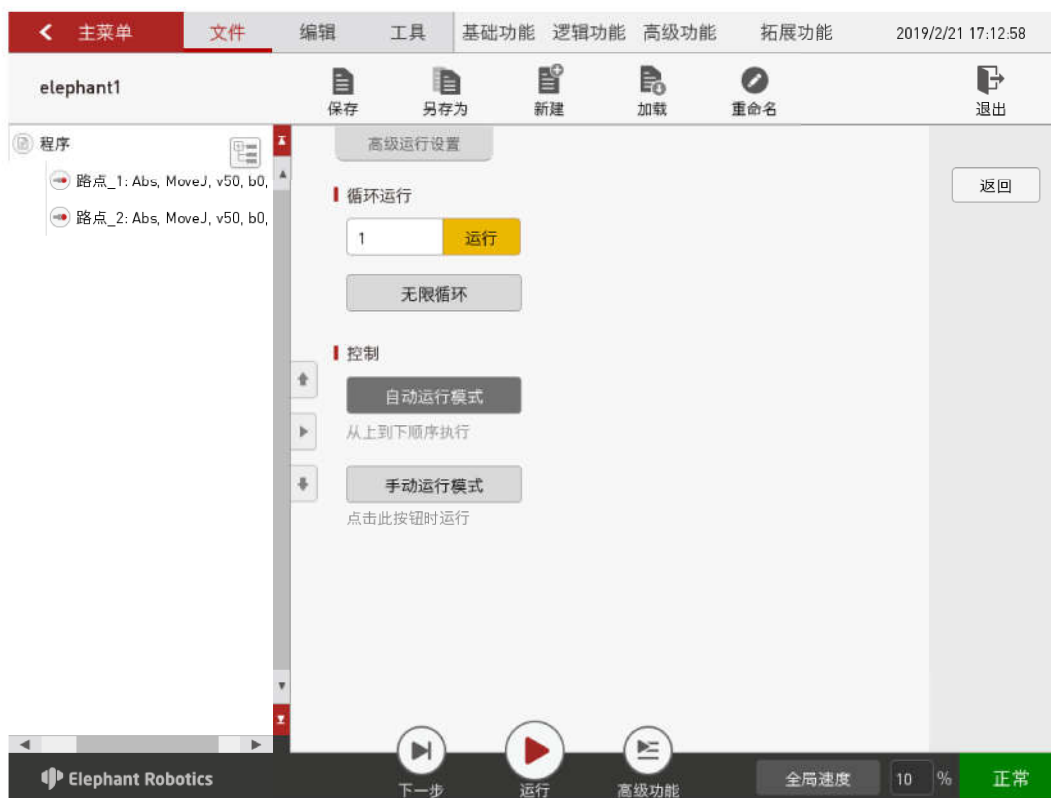 主菜单 文件 编辑 工具 基础功能 逻辑功能 高级功能 拓展功能 2019/2/21 17:12:58
elephant1 保存 另存为 新建 加载 重命名 退出
程序
路点_1: Abs, MoveJ, v50, b0,
路点_2: Abs, MoveJ, v50, b0,
高级运行设置
返回
循环运行
1 运行
无限循环
控制
自动运行模式
从上到下顺序执行
手动运行模式
点击此按钮时运行
Elephant Robotics 下一步 运行 高级功能 全局速度 10 % 正常